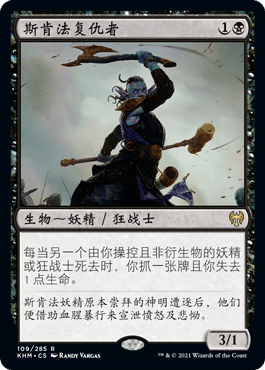 斯肯法复仇者 1
生物～妖精／狂战士
每当另一个由你操控且非衍生物的妖精
或狂战士死去时，你抓一张牌且你失去
1点生命。
斯肯法妖精原本崇拜的神明遭逐后，他们
便借助血腥暴行来宣泄愤怒及悲恸。
3/1
109/285 R
KHM • CS RANDY VARGAS
™ & © 2021 Wizards of the Coast